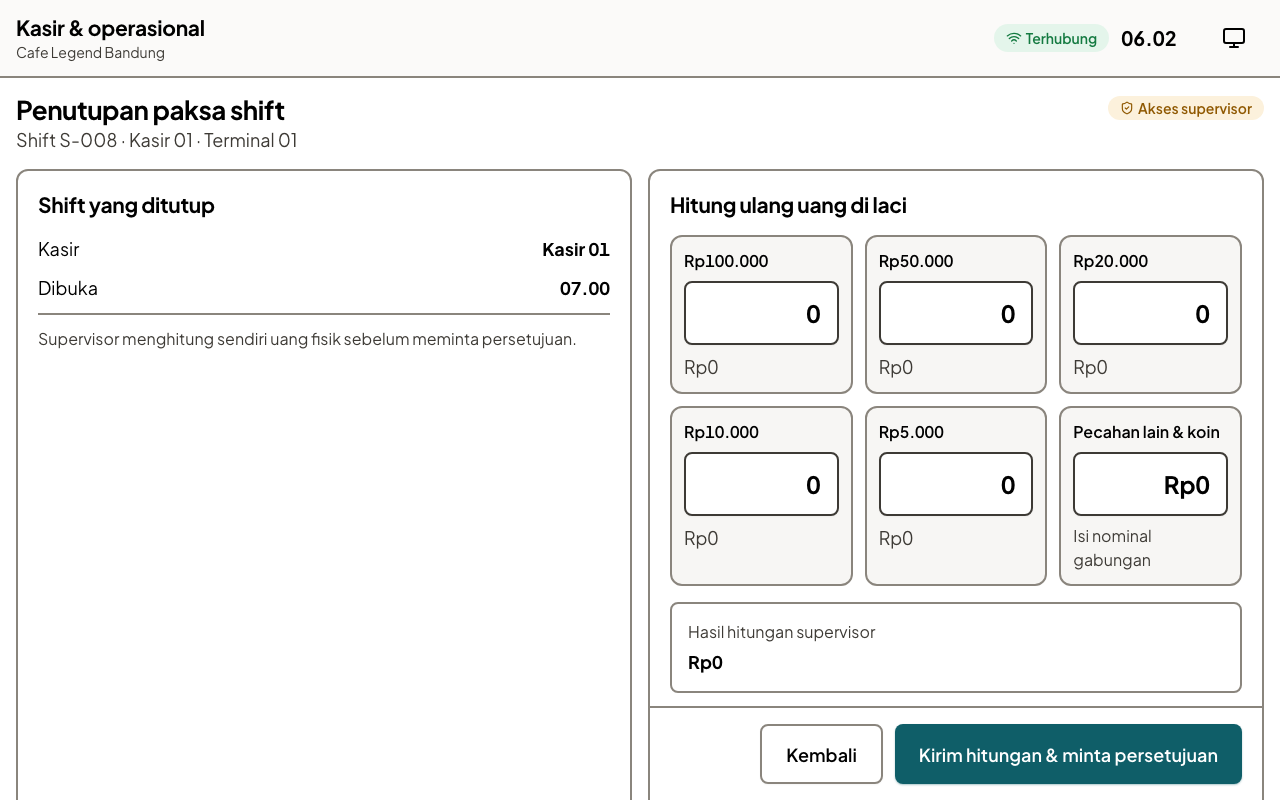 Kasir & operasional
Cafe Legend Bandung
Terhubung
06.02
Penutupan paksa shift
Shift S-008 · Kasir 01 · Terminal 01
Akses supervisor
Shift yang ditutup
Kasir
Kasir 01
Dibuka
07.00
Supervisor menghitung sendiri uang fisik sebelum meminta persetujuan.
Hitung ulang uang di laci
Rp100.000
0
Rp0
Rp50.000
0
Rp0
Rp20.000
0
Rp0
Rp10.000
0
Rp0
Rp5.000
0
Rp0
Pecahan lain & koin
Rp0
Isi nominal
gabungan
Hasil hitungan supervisor
Rp0
Kembali
Kirim hitungan & minta persetujuan